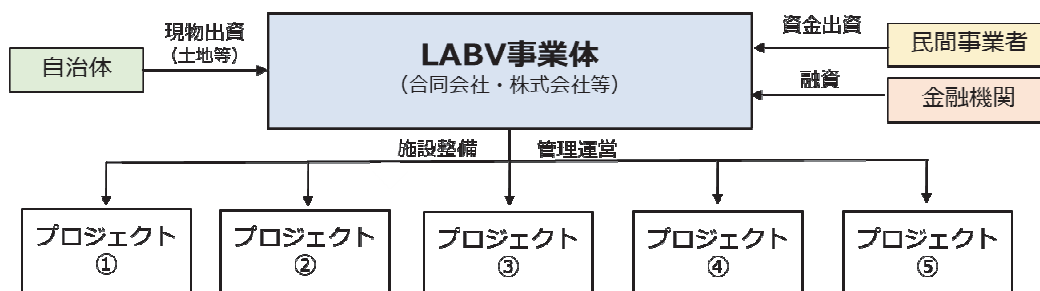 現物出資
(土地等)
自治体
LABV事業体
(合同会社・株式会社等)
資金出資
民間事業者
融資
金融機関
施設整備
管理運営
プロジェクト
①
プロジェクト
②
プロジェクト
③
プロジェクト
④
プロジェクト
⑤